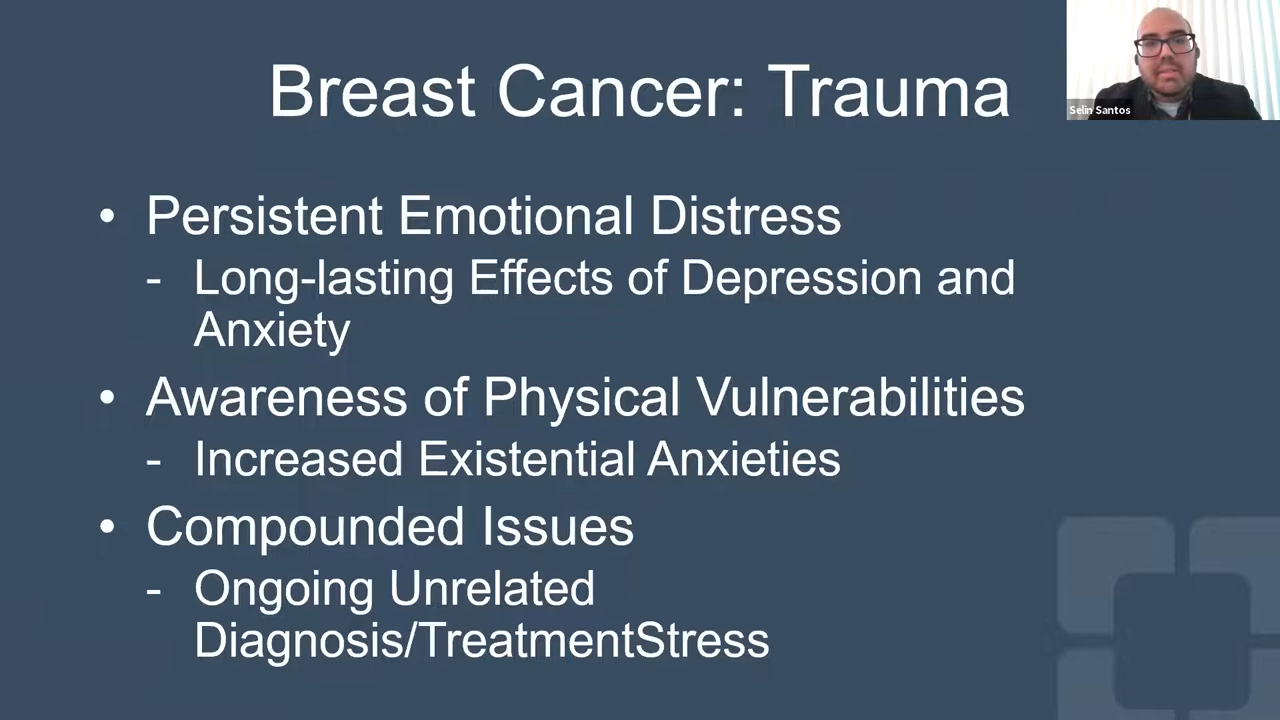 Breast Cancer: Trauma
Selin Santos
• Persistent Emotional Distress
- Long-lasting Effects of Depression and
Anxiety
• Awareness of Physical Vulnerabilities
- Increased Existential Anxieties
• Compounded Issues
- Ongoing Unrelated
Diagnosis/TreatmentStress